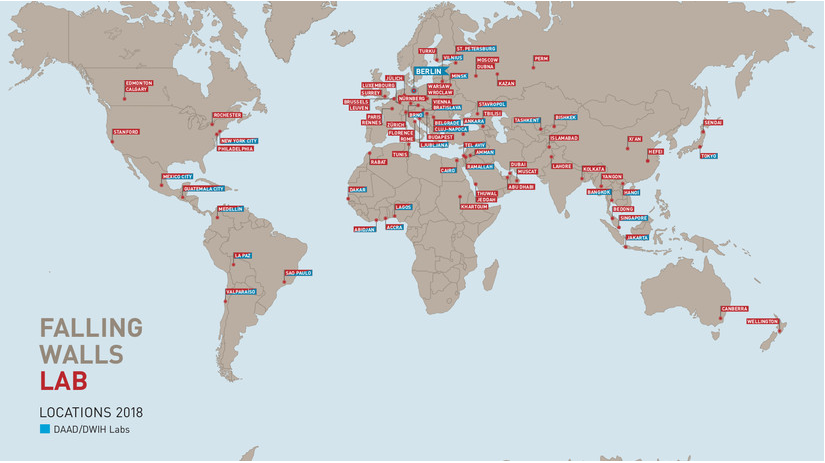 EDMONTON
CALGARY
STANFORD
ROCHESTER
NEW YORK CITY
PHILADELPHIA
MEXICO CITY
GUATEMALA CITY
MEDELLÍN
LA PAZ
SAO PAULO
VALPARAÍSO
TURKU
ST. PETERSBURG
VILNIUS
MOSCOW
DUBNA
PERM
BERLIN
MINSK
KAZAN
JÜLICH
LUXEMBOURG
SURREY
WARSAW
WROCLAW
BRUSSELS
LEUVEN
NÜRNBERG
VIENNA
BRATISLAVA
STAVROPOL
PARIS
RENNES
BRNO
TBILISI
ZÜRICH
BELGRADE
CLUJ-NAPOCA
ANKARA
TASHKENT
BISHKEK
FLORENCE
ROME
BUDAPEST
LJUBLJANA
TEL AVIV
ISLAMABAD
XI'AN
SENDAI
TUNIS
AMMAN
HEFEI
TOKYO
RABAT
CAIRO
RAMALLAH
DUBAI
MUSCAT
LAHORE
KOLKATA
YANGON
DAKAR
ABU DHABI
BANGKOK
HANOI
THUWAL
JEDDAH
KHARTOUM
LAGOS
BEDONG
SINGAPORE
ABIDJAN
ACCRA
JAKARTA
CANBERRA
WELLINGTON
FALLING
WALLS
LAB
LOCATIONS 2018
DAAD/DWIH Labs